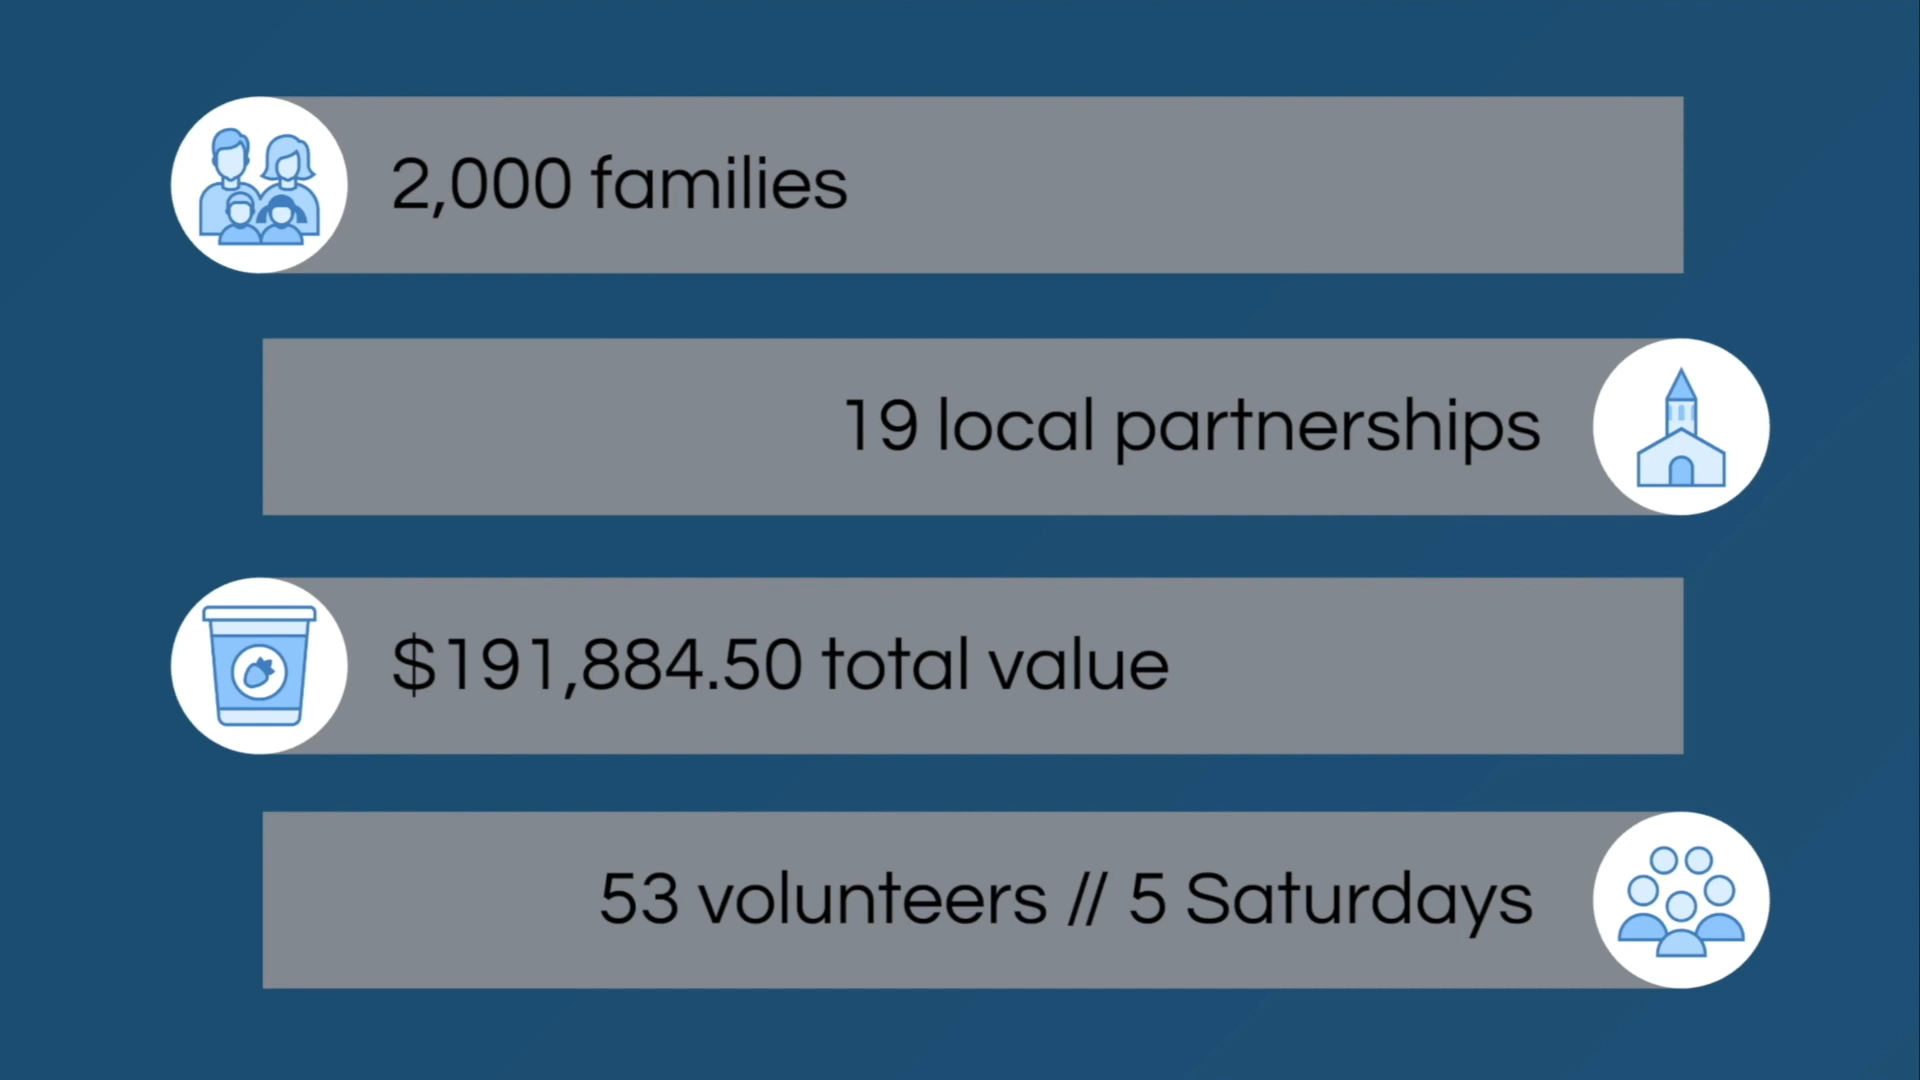 2,000 families
19 local partnerships
$191,884.50 total value
53 volunteers // 5 Saturdays